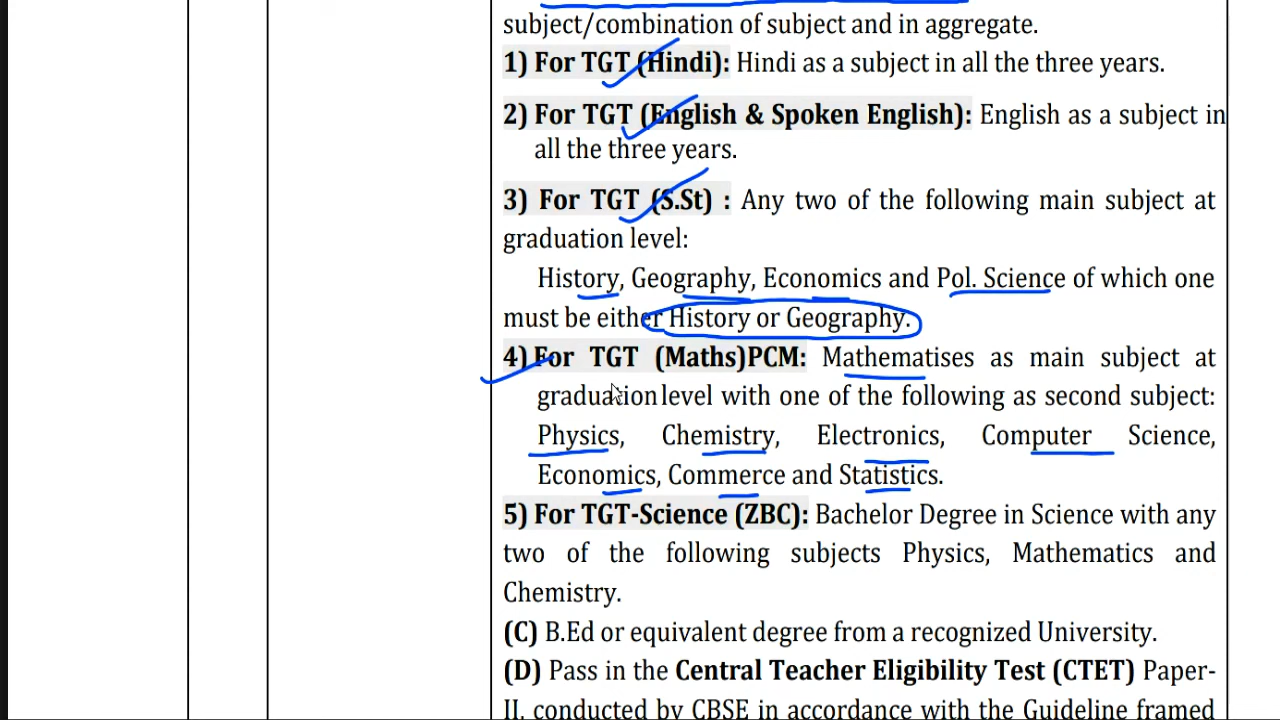 subject/combination of subject and in aggregate.
1) For TGT (Hindi): Hindi as a subject in all the three years.
2) For TGT (English & Spoken English): English as a subject in
all the three years.
3) For TGT (S.St) : Any two of the following main subject at
graduation level:
History, Geography, Economics and Pol. Science of which one
must be either History or Geography.
4) For TGT (Maths)PCM: Mathematises as main subject at
graduation level with one of the following as second subject:
Physics, Chemistry, Electronics, Computer Science,
Economics, Commerce and Statistics.
5) For TGT-Science (ZBC): Bachelor Degree in Science with any
two of the following subjects Physics, Mathematics and
Chemistry.
(C) B.Ed or equivalent degree from a recognized University.
(D) Pass in the Central Teacher Eligibility Test (CTET) Paper-
II, conducted by CBSE in accordance with the Guideline framed